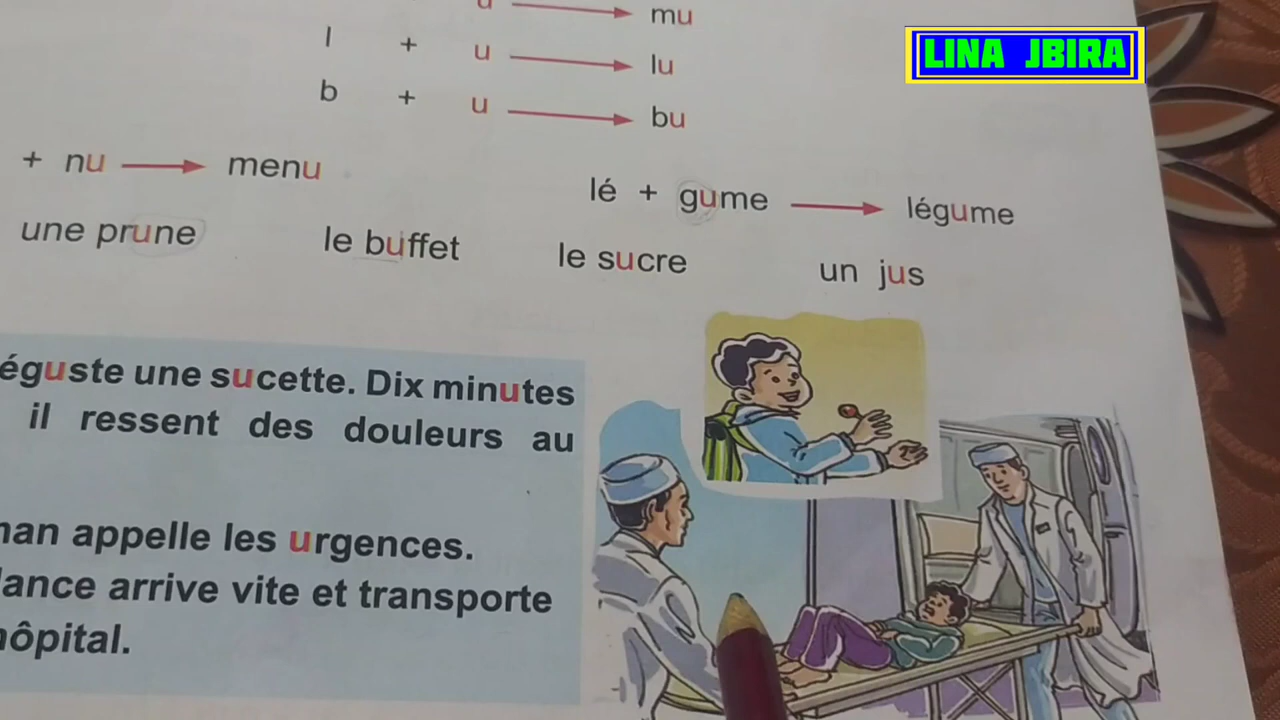 u mu
LINA JBIRA
l + u lu
b + u bu
+ nu menu
lé + gume légume
une prune le buffet le sucre un jus
éguste une sucette. Dix minutes
il ressent des douleurs au
appelle les urgences.
lance arrive vite et transporte
hôpital.